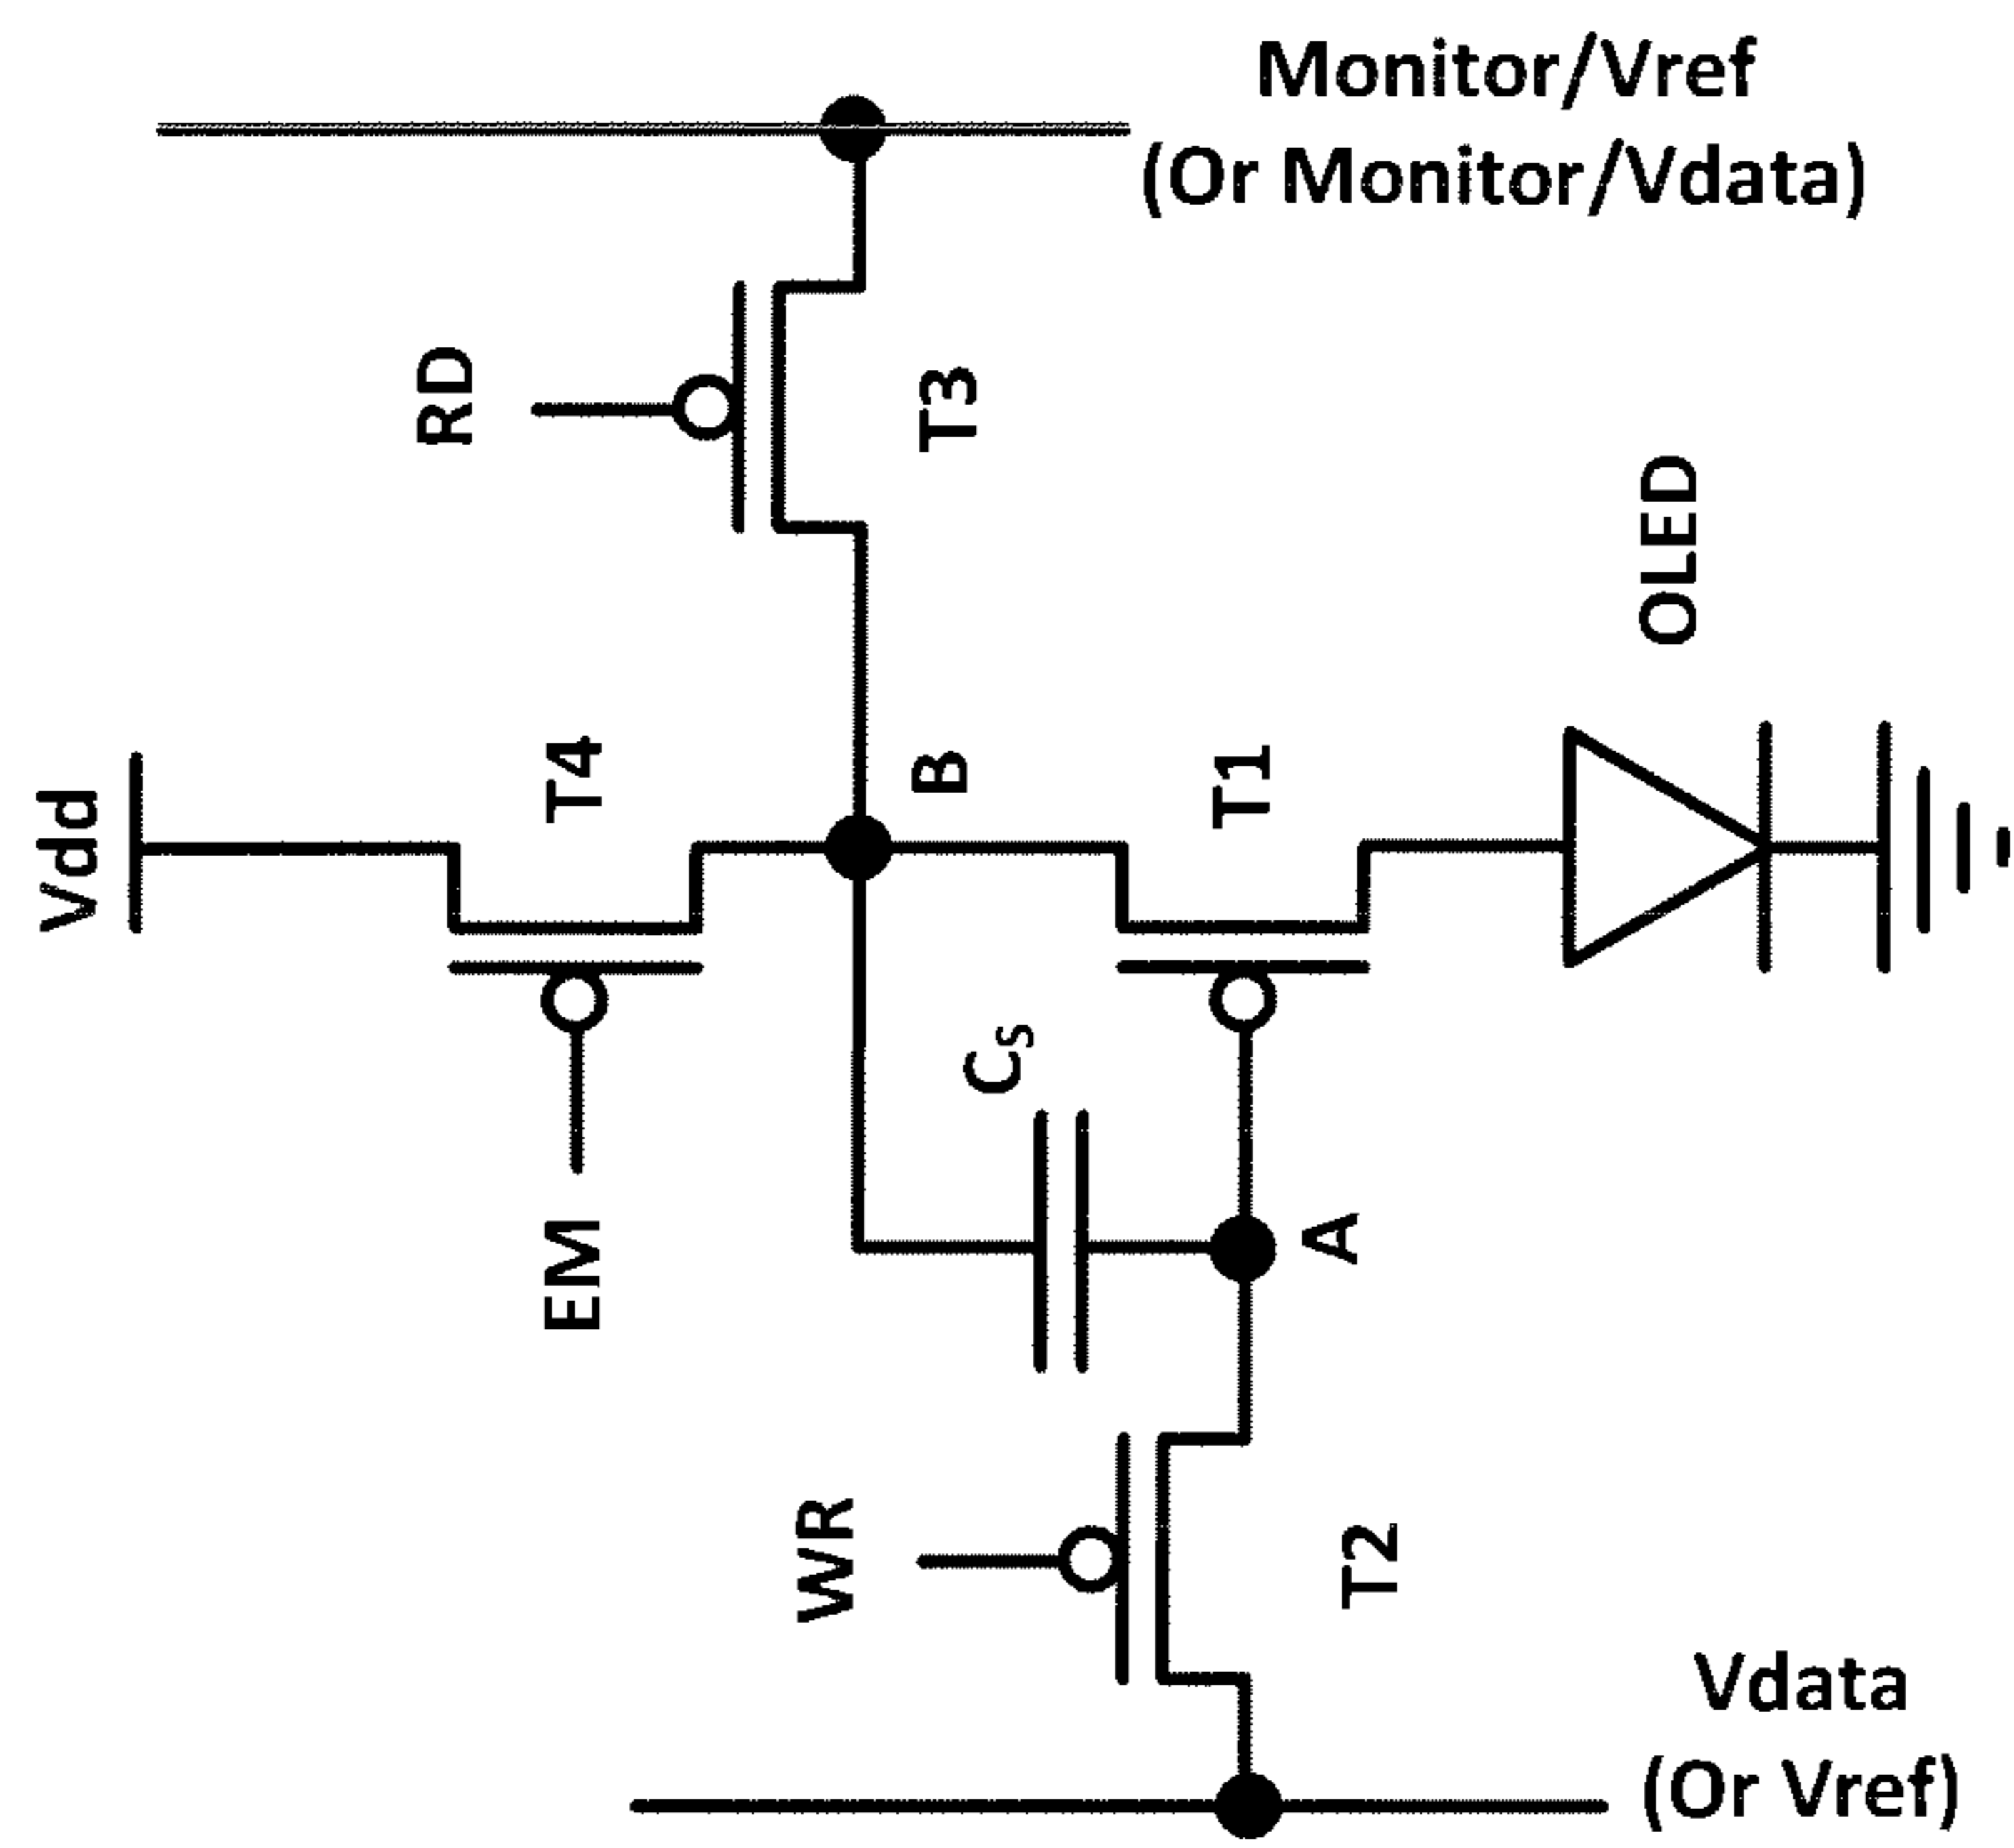 Monitor/Vref
(Or Monitor/Vdata)
RD
T3
OLED
Vdd
T4
B
T1
Cs
EM
A
WR
T2
Vdata
(Or Vref)